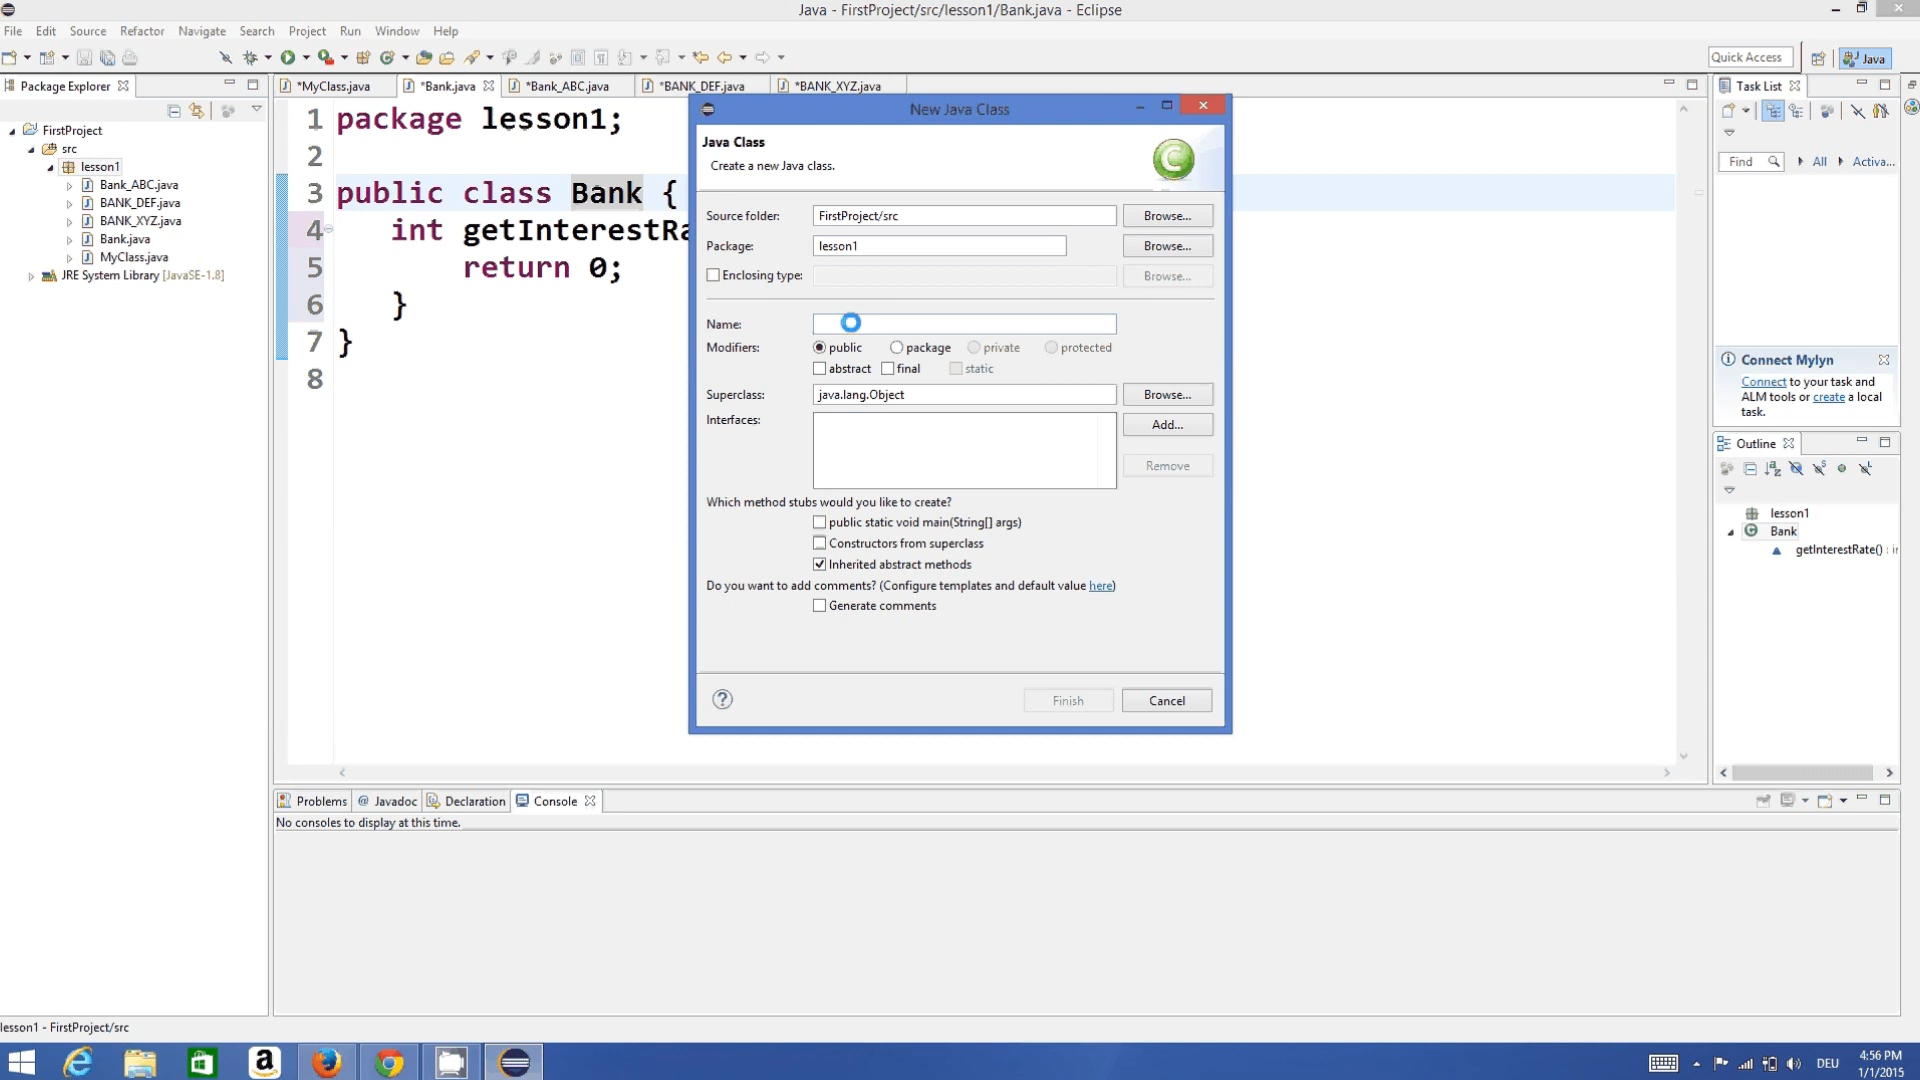 Java - FirstProject/src/lesson1/Bank.java - Eclipse
File Edit Source Refactor Navigate Search Project Run Window Help
Quick Access Java
Package Explorer
FirstProject
src
lesson1
Bank_ABC.java
BANK_DEF.java
BANK_XYZ.java
Bank.java
MyClass.java
JRE System Library [JavaSE-1.8]
*MyClass.java *Bank.java *Bank_ABC.java *BANK_DEF.java *BANK_XYZ.java
1 package lesson1;
2
3 public class Bank {
4 int getInterestRa
5 return 0;
6 }
7 }
8
New Java Class
Java Class
Create a new Java class.
Source folder: FirstProject/src Browse...
Package: lesson1 Browse...
Enclosing type: Browse...
Name:
Modifiers: public package private protected
abstract final static
Superclass: java.lang.Object Browse...
Interfaces: Add...
Remove
Which method stubs would you like to create?
public static void main(String[] args)
Constructors from superclass
Inherited abstract methods
Do you want to add comments? (Configure templates and default value here)
Generate comments
Finish Cancel
Task List
Find All Activa...
Connect Mylyn
Connect to your task and
ALM tools or create a local
task.
Outline
lesson1
Bank
getInterestRate() : i
Problems Javadoc Declaration Console
No consoles to display at this time.
lesson1 - FirstProject/src
DEU
4:56 PM
1/1/2015